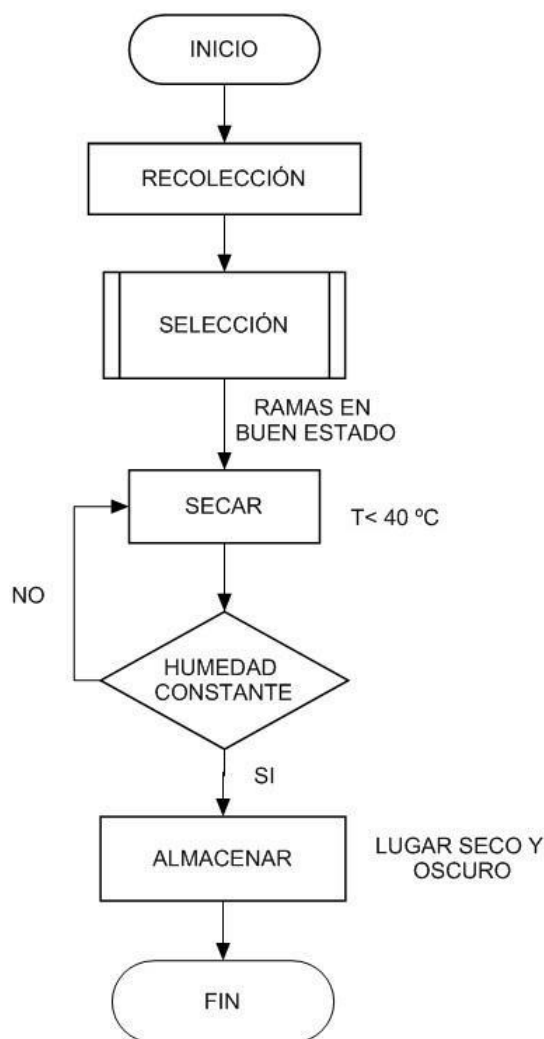 INICIO
RECOLECCIÓN
SELECCIÓN
RAMAS EN
BUEN ESTADO
SECAR
T< 40 ºC
NO
HUMEDAD
CONSTANTE
SI
ALMACENAR
LUGAR SECO Y
OSCURO
FIN